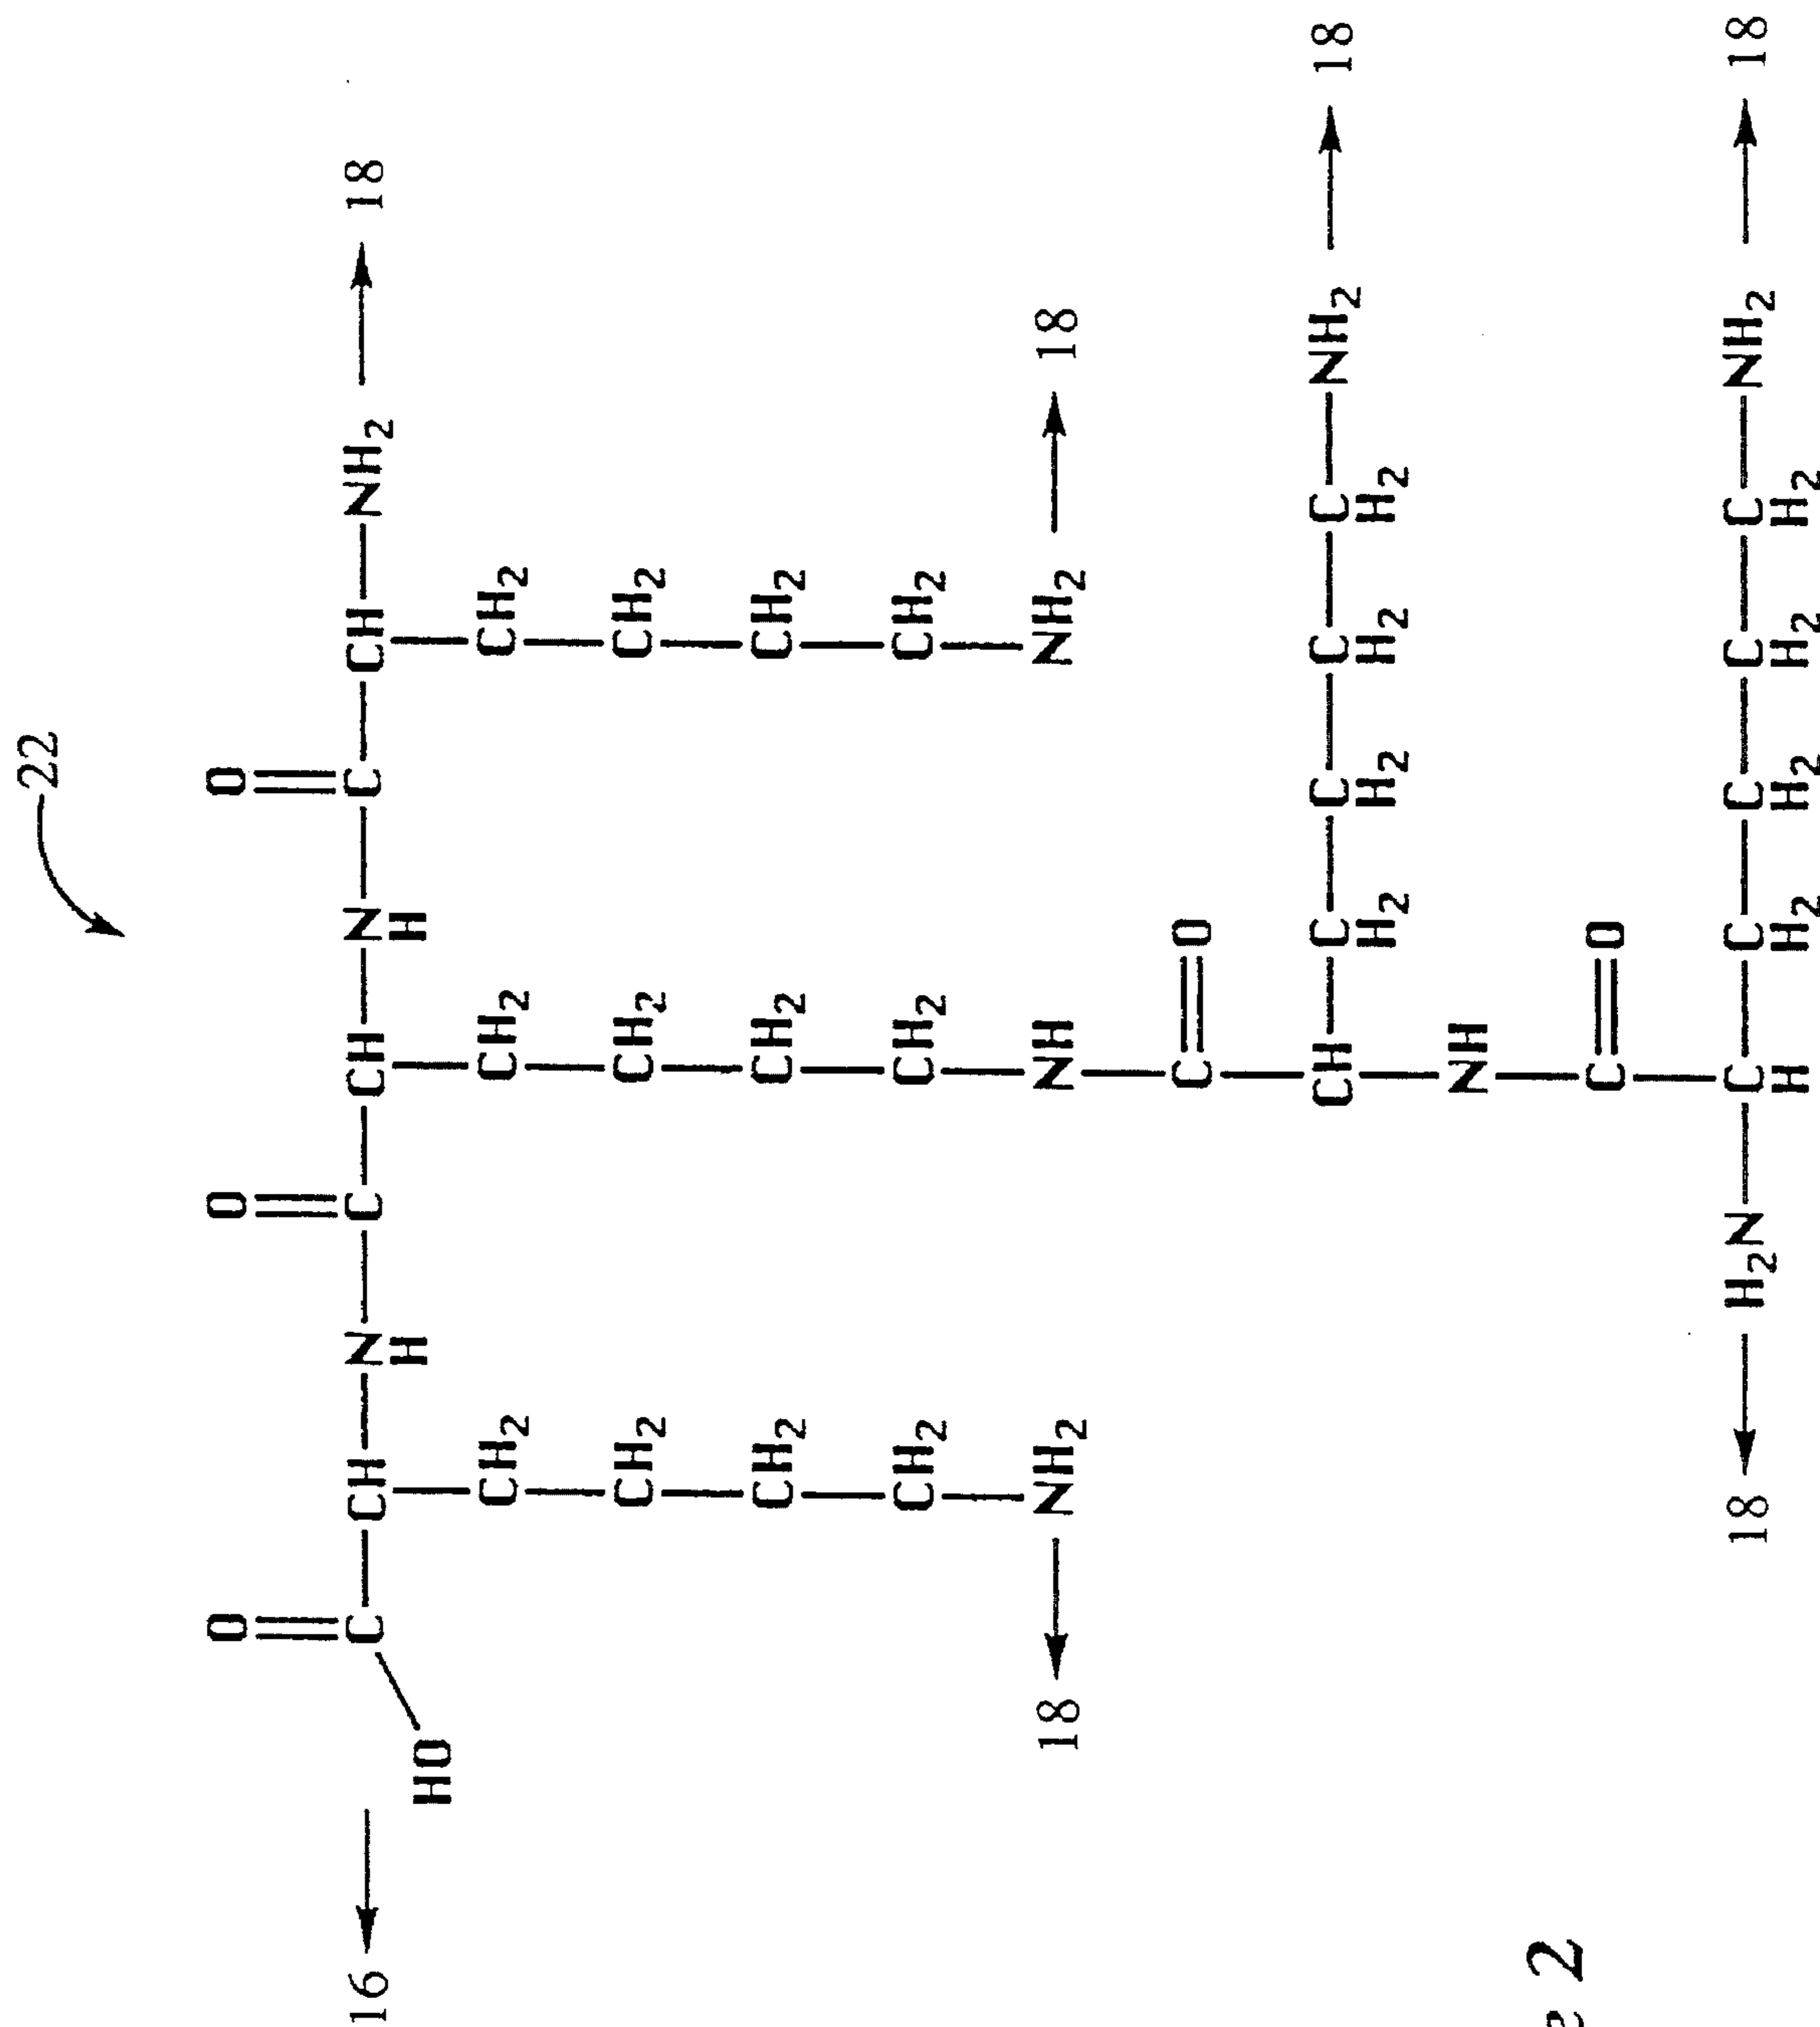 22
O O O
16 C CH N C CH N C CH NH₂ 18
HO H H
CH₂ CH₂ CH₂
CH₂ CH₂ CH₂
CH₂ CH₂ CH₂
CH₂ CH₂ CH₂
18 NH₂ NH NH₂ 18
C O
CH C C C C NH₂ 18
H₂ H₂ H₂ H₂
NH
2
C O
18 H₂N C C C C C NH₂ 18
H H₂ H₂ H₂ H₂